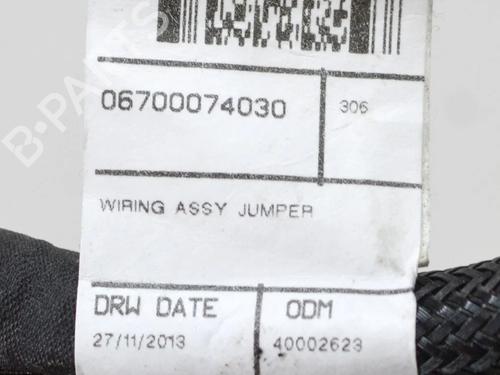 06700074030 306
WIRING ASSY JUMPER
DRW DATE ODM
27/11/2013 40002623
B-PARTS